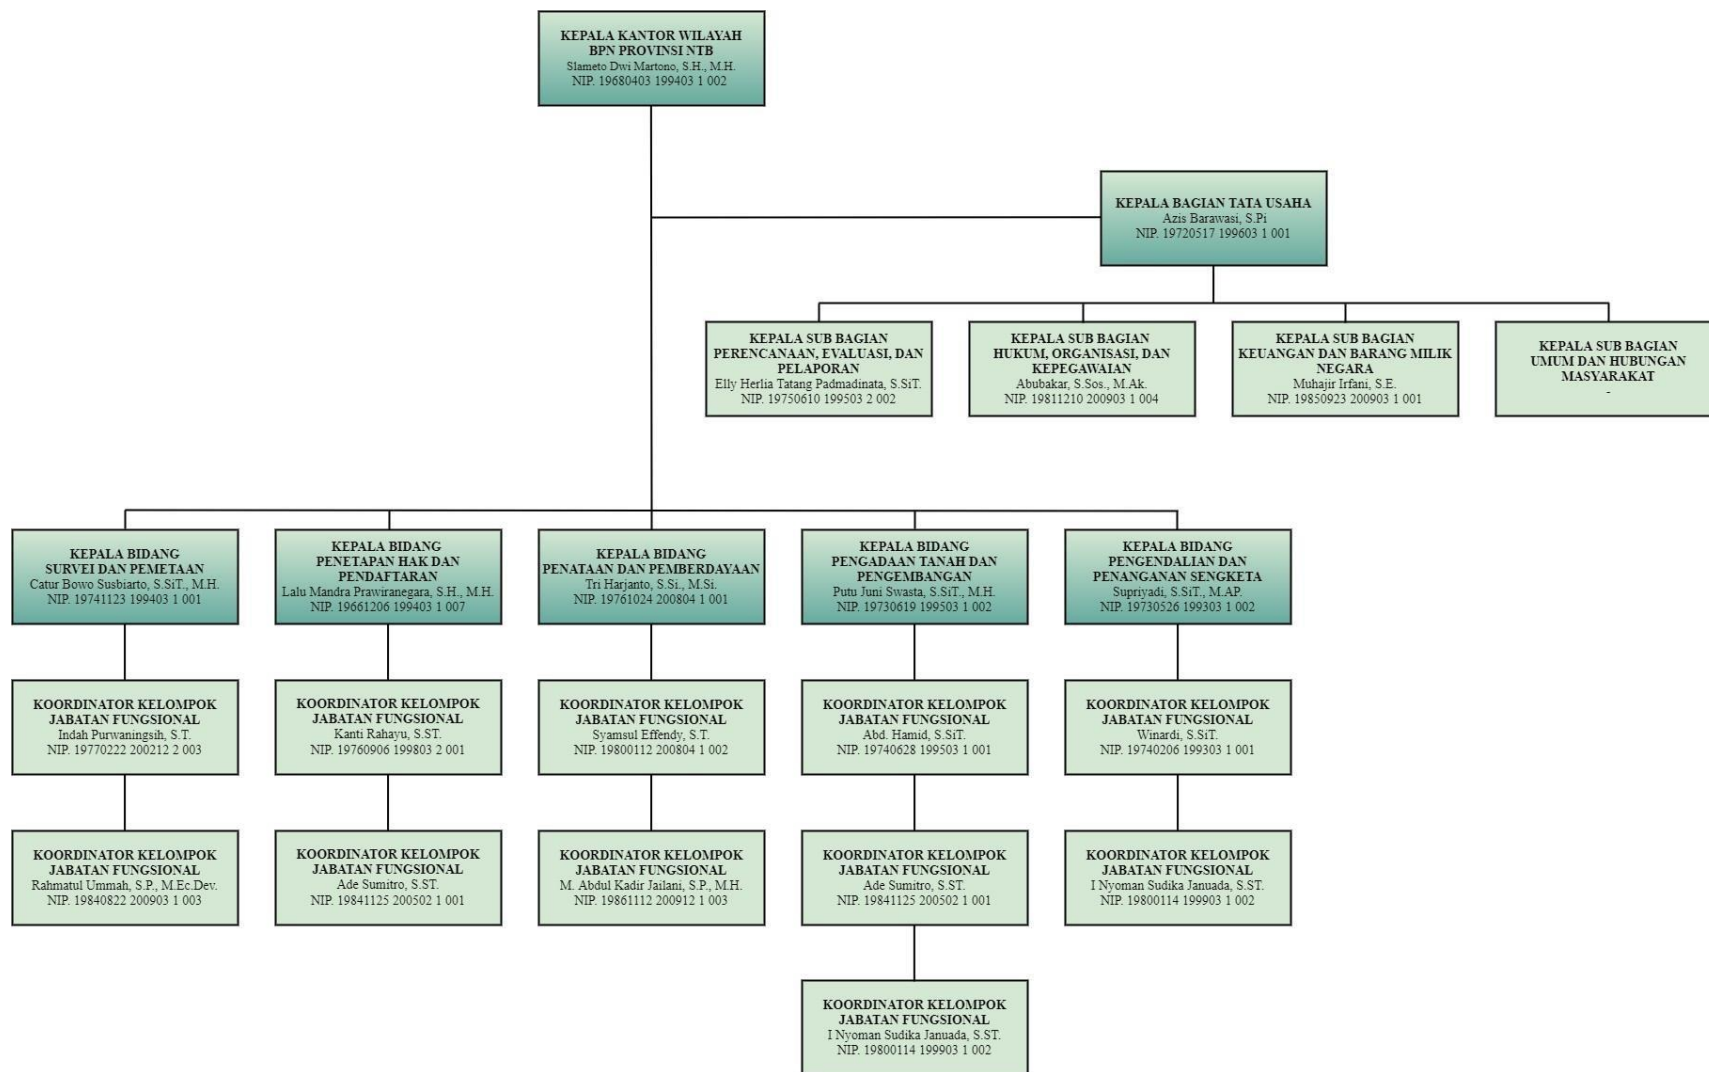 KEPALA KANTOR WILAYAH
BPN PROVINSI NTB
Slameto Dwi Martono, S.H., M.H.
NIP. 19680403 199403 1 002
KEPALA BAGIAN TATA USAHA
Azis Barawasi, S.Pi
NIP. 19720517 199603 1 001
KEPALA SUB BAGIAN
PERENCANAAN, EVALUASI, DAN
PELAPORAN
Elly Herlia Tatang Padmadinata, S.SiT.
NIP. 19750610 199503 2 002
KEPALA SUB BAGIAN
HUKUM, ORGANISASI, DAN
KEPEGAWAIAN
Abubakar, S.Sos., M.Ak.
NIP. 19811210 200903 1 004
KEPALA SUB BAGIAN
KEUANGAN DAN BARANG MILIK
NEGARA
Muhajir Irfani, S.E.
NIP. 19850923 200903 1 001
KEPALA SUB BAGIAN
UMUM DAN HUBUNGAN
MASYARAKAT
-
KEPALA BIDANG
SURVEI DAN PEMETAAN
Catur Bowo Susbiarto, S.SiT., M.H.
NIP. 19741123 199403 1 001
KEPALA BIDANG
PENETAPAN HAK DAN
PENDAFTARAN
Lalu Mandra Prawiranegara, S.H., M.H.
NIP. 19661206 199403 1 007
KEPALA BIDANG
PENATAAN DAN PEMBERDAYAAN
Tri Harjanto, S.Si., M.Si.
NIP. 19761024 200804 1 001
KEPALA BIDANG
PENGADAAN TANAH DAN
PENGEMBANGAN
Putu Juni Swasta, S.SiT., M.H.
NIP. 19730619 199503 1 002
KEPALA BIDANG
PENGENDALIAN DAN
PENANGANAN SENGKETA
Supriyadi, S.SiT., M.AP.
NIP. 19730526 199303 1 002
KOORDINATOR KELOMPOK
JABATAN FUNGSIONAL
Indah Purwaningsih, S.T.
NIP. 19770222 200212 2 003
KOORDINATOR KELOMPOK
JABATAN FUNGSIONAL
Kanti Rahayu, S.ST.
NIP. 19760906 199803 2 001
KOORDINATOR KELOMPOK
JABATAN FUNGSIONAL
Syamsul Effendy, S.T.
NIP. 19800112 200804 1 002
KOORDINATOR KELOMPOK
JABATAN FUNGSIONAL
Abd. Hamid, S.SiT.
NIP. 19740628 199503 1 001
KOORDINATOR KELOMPOK
JABATAN FUNGSIONAL
Winardi, S.SiT.
NIP. 19740206 199303 1 001
KOORDINATOR KELOMPOK
JABATAN FUNGSIONAL
Rahmatul Ummah, S.P., M.Ec.Dev.
NIP. 19840822 200903 1 003
KOORDINATOR KELOMPOK
JABATAN FUNGSIONAL
Ade Sumitro, S.ST.
NIP. 19841125 200502 1 001
KOORDINATOR KELOMPOK
JABATAN FUNGSIONAL
M. Abdul Kadir Jailani, S.P., M.H.
NIP. 19861112 200912 1 003
KOORDINATOR KELOMPOK
JABATAN FUNGSIONAL
Ade Sumitro, S.ST.
NIP. 19841125 200502 1 001
KOORDINATOR KELOMPOK
JABATAN FUNGSIONAL
I Nyoman Sudika Januada, S.ST.
NIP. 19800114 199903 1 002
KOORDINATOR KELOMPOK
JABATAN FUNGSIONAL
I Nyoman Sudika Januada, S.ST.
NIP. 19800114 199903 1 002